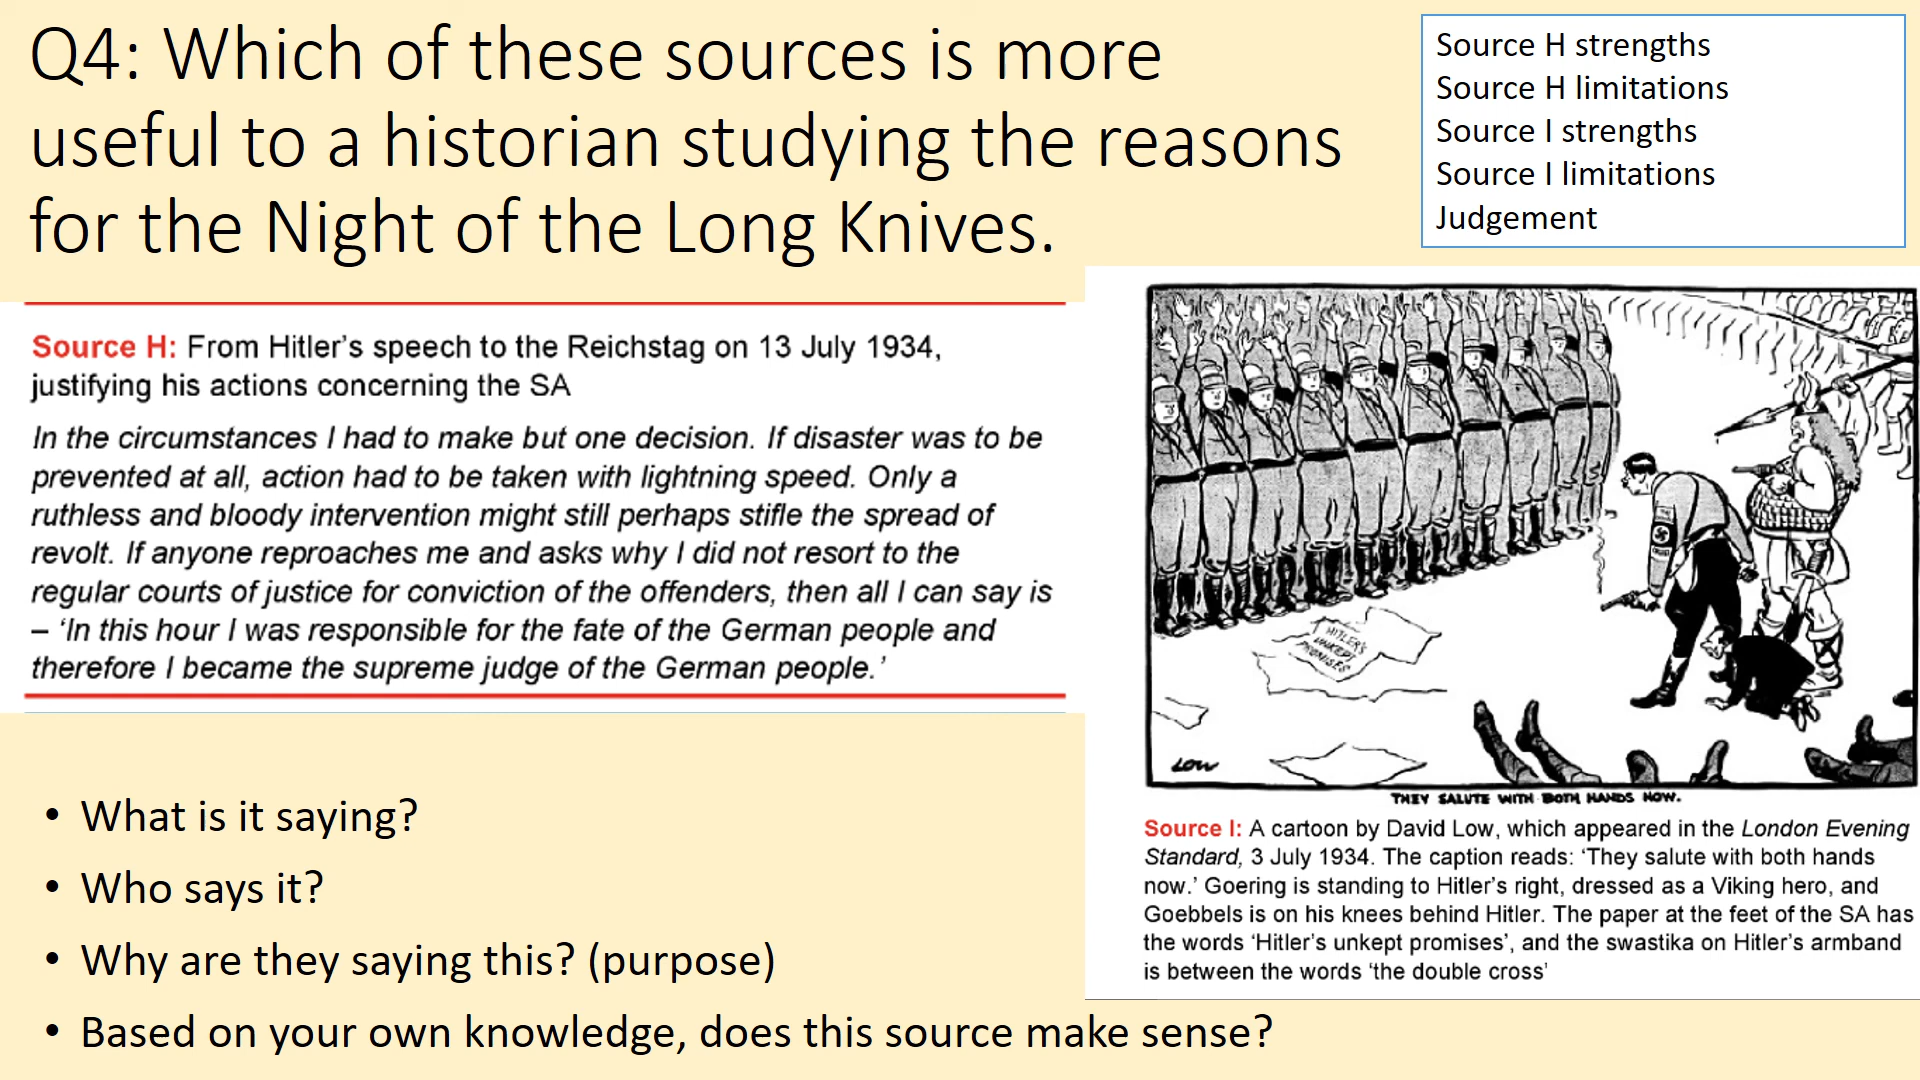 Q4: Which of these sources is more
useful to a historian studying the reasons
for the Night of the Long Knives.
Source H strengths
Source H limitations
Source I strengths
Source I limitations
Judgement
Source H: From Hitler's speech to the Reichstag on 13 July 1934,
justifying his actions concerning the SA
In the circumstances I had to make but one decision. If disaster was to be
prevented at all, action had to be taken with lightning speed. Only a
ruthless and bloody intervention might still perhaps stifle the spread of
revolt. If anyone reproaches me and asks why I did not resort to the
regular courts of justice for conviction of the offenders, then all I can say is
– 'In this hour I was responsible for the fate of the German people and
therefore I became the supreme judge of the German people.'
HITLER'S
UNKEPT
PROMISES
LOW
THEY SALUTE WITH BOTH HANDS NOW.
Source I: A cartoon by David Low, which appeared in the London Evening
Standard, 3 July 1934. The caption reads: 'They salute with both hands
now.' Goering is standing to Hitler's right, dressed as a Viking hero, and
Goebbels is on his knees behind Hitler. The paper at the feet of the SA has
the words 'Hitler's unkept promises', and the swastika on Hitler's armband
is between the words 'the double cross'
• What is it saying?
• Who says it?
• Why are they saying this? (purpose)
• Based on your own knowledge, does this source make sense?